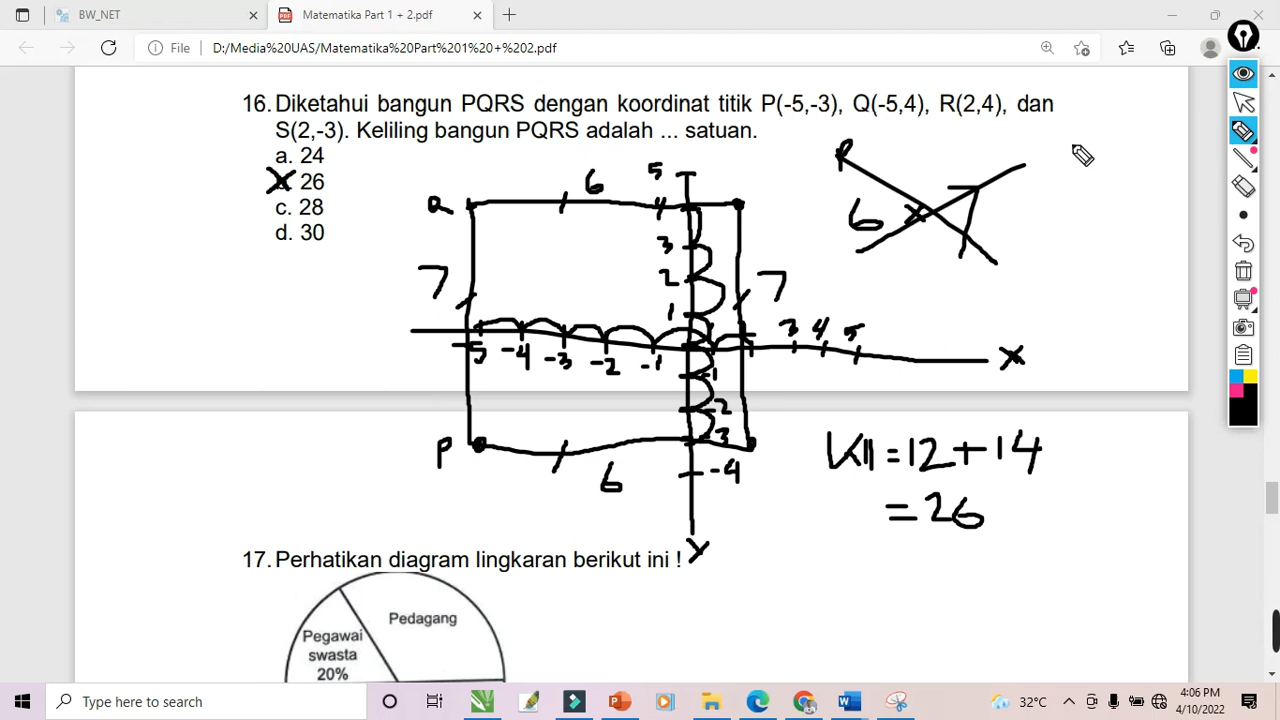 BW_NET
Matematika Part 1 + 2.pdf
File
D:/Media%20UAS/Matematika%20Part%201%20+%202.pdf
16. Diketahui bangun PQRS dengan koordinat titik P(-5,-3), Q(-5,4), R(2,4), dan
S(2,-3). Keliling bangun PQRS adalah ... satuan.
a. 24
26
c. 28
d. 30
Q
6
5
4
3
2
1
7
7
-5 -4 -3 -2 -1
3 4 5
X
-1
-2
3
-4
P
6
Y
6
Kll = 12 + 14
= 26
17. Perhatikan diagram lingkaran berikut ini !
Pedagang
Pegawai
swasta
20%
Type here to search
32°C
4:06 PM
4/10/2022